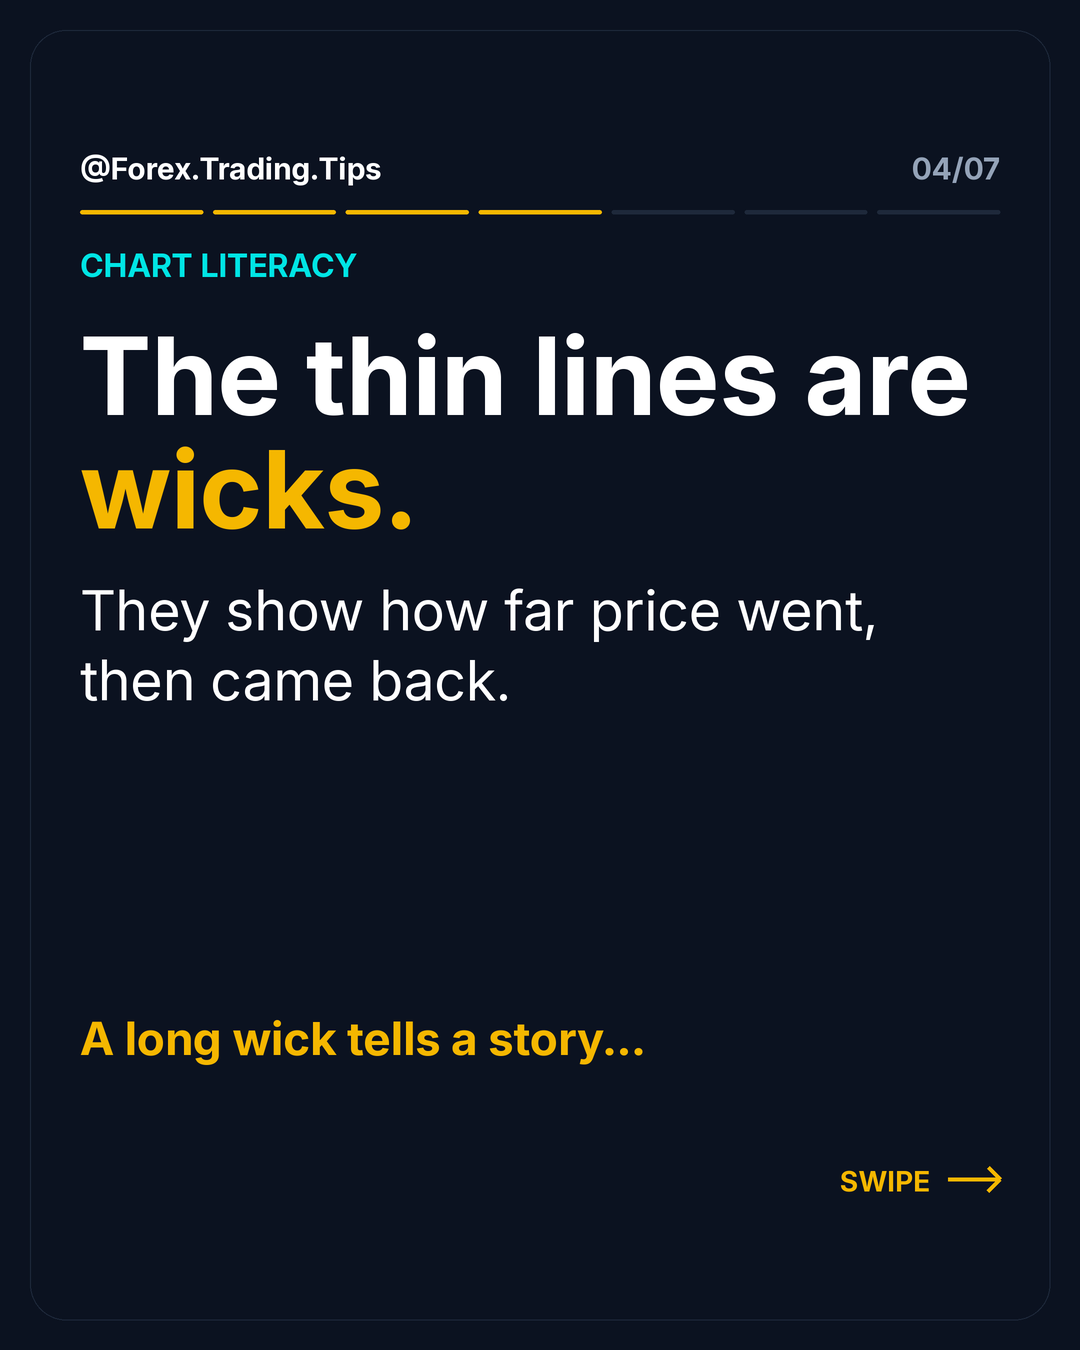 @Forex.Trading.Tips
04/07
CHART LITERACY
The thin lines are
wicks.
They show how far price went,
then came back.
A long wick tells a story...
SWIPE